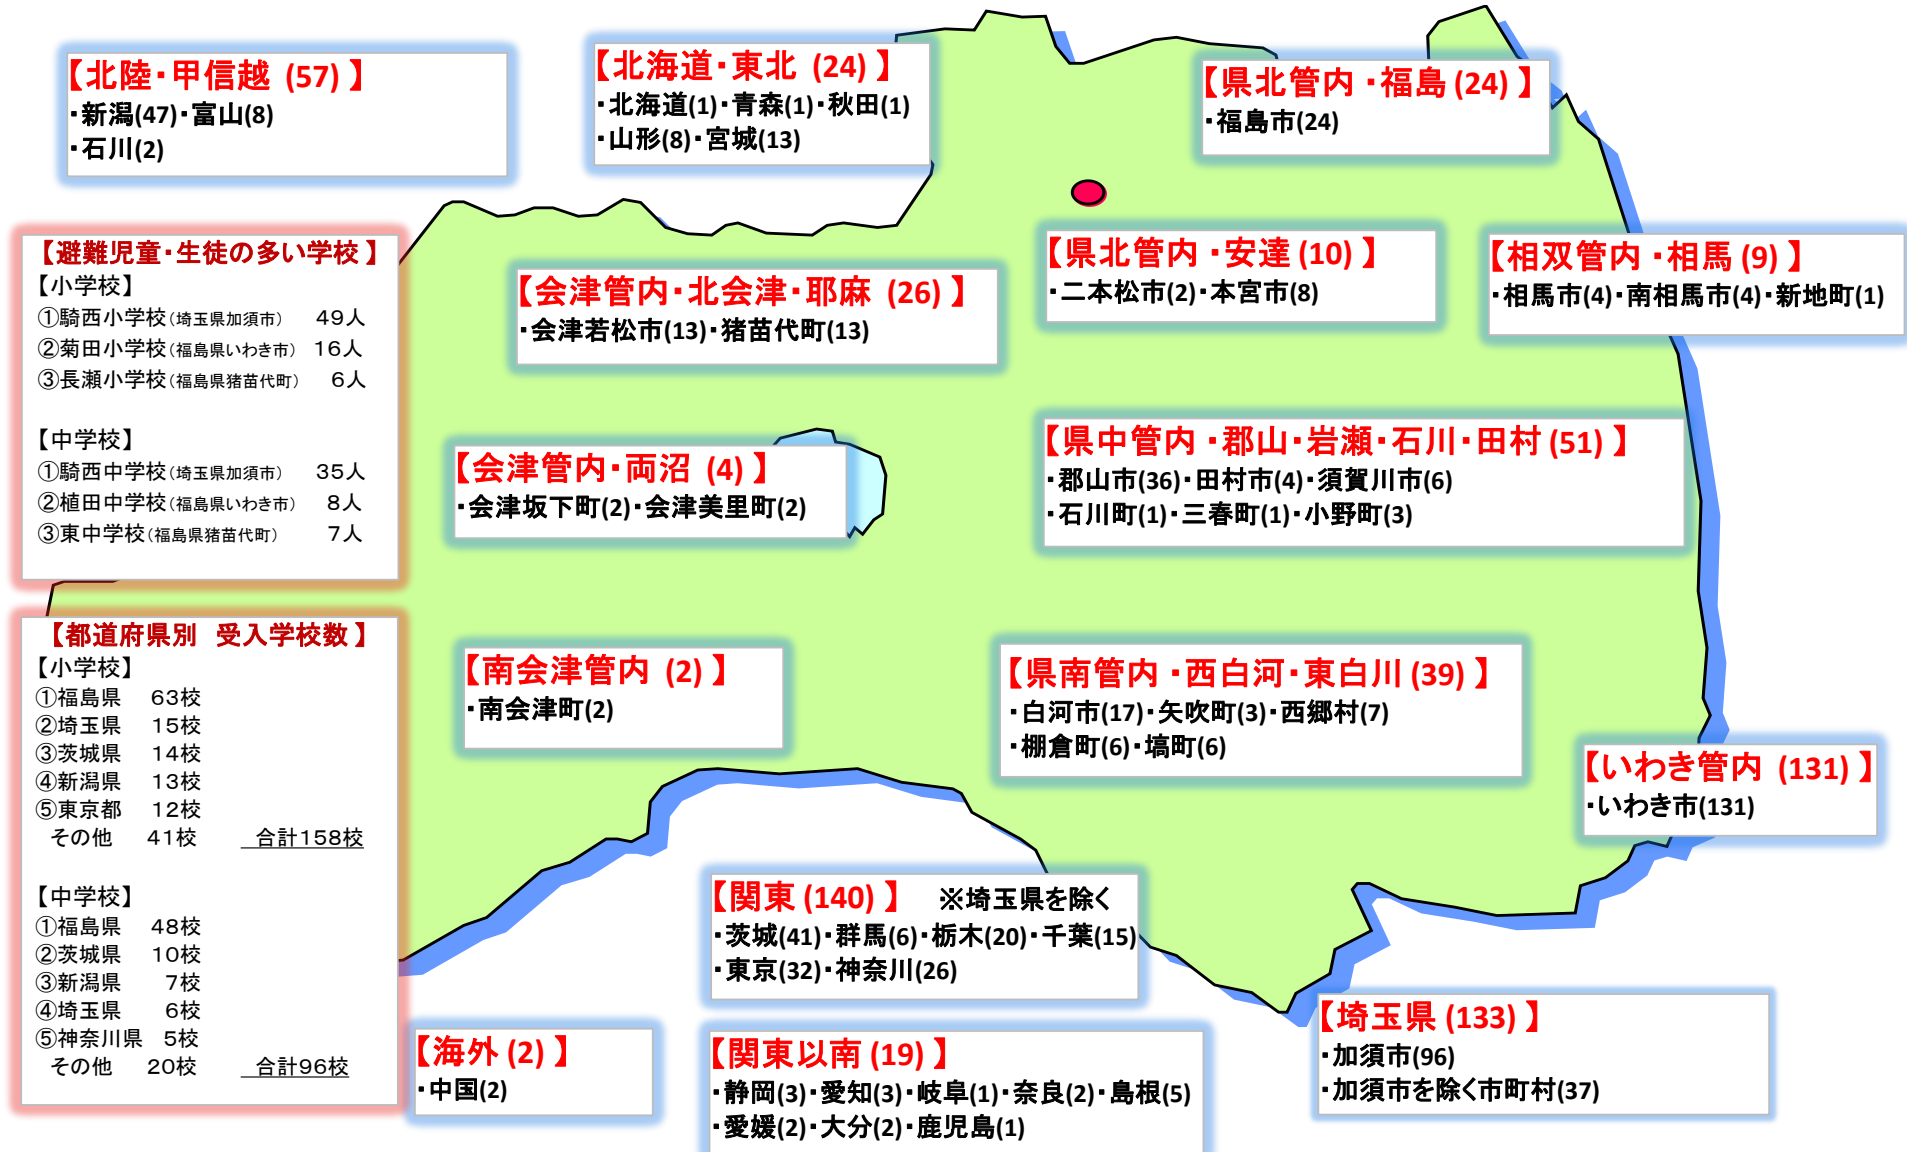 【北陸・甲信越 (57) 】
・新潟(47)・富山(8)
・石川(2)
【北海道・東北 (24) 】
・北海道(1)・青森(1)・秋田(1)
・山形(8)・宮城(13)
【県北管内 ・福島 (24) 】
・福島市(24)
【避難児童・生徒の多い学校 】
【小学校】
①騎西小学校(埼玉県加須市) 49人
②菊田小学校(福島県いわき市) 16人
③長瀬小学校(福島県猪苗代町) 6人
【中学校】
①騎西中学校(埼玉県加須市) 35人
②植田中学校(福島県いわき市) 8人
③東中学校(福島県猪苗代町) 7人
【会津管内・北会津・耶麻 (26) 】
・会津若松市(13)・猪苗代町(13)
【県北管内 ・安達 (10) 】
・二本松市(2)・本宮市(8)
【相双管内 ・相馬 (9) 】
・相馬市(4)・南相馬市(4)・新地町(1)
【会津管内・両沼 (4) 】
・会津坂下町(2)・会津美里町(2)
【県中管内 ・郡山・岩瀬・石川・田村 (51) 】
・郡山市(36)・田村市(4)・須賀川市(6)
・石川町(1)・三春町(1)・小野町(3)
【都道府県別 受入学校数 】
【小学校】
①福島県 63校
②埼玉県 15校
③茨城県 14校
④新潟県 13校
⑤東京都 12校
その他 41校 合計158校
【中学校】
①福島県 48校
②茨城県 10校
③新潟県 7校
④埼玉県 6校
⑤神奈川県 5校
その他 20校 合計96校
【南会津管内 (2) 】
・南会津町(2)
【県南管内 ・西白河・東白川 (39) 】
・白河市(17)・矢吹町(3)・西郷村(7)
・棚倉町(6)・塙町(6)
【いわき管内 (131) 】
・いわき市(131)
【関東 (140) 】 ※埼玉県を除く
・茨城(41)・群馬(6)・栃木(20)・千葉(15)
・東京(32)・神奈川(26)
【海外 (2) 】
・中国(2)
【関東以南 (19) 】
・静岡(3)・愛知(3)・岐阜(1)・奈良(2)・島根(5)
・愛媛(2)・大分(2)・鹿児島(1)
【埼玉県 (133) 】
・加須市(96)
・加須市を除く市町村(37)